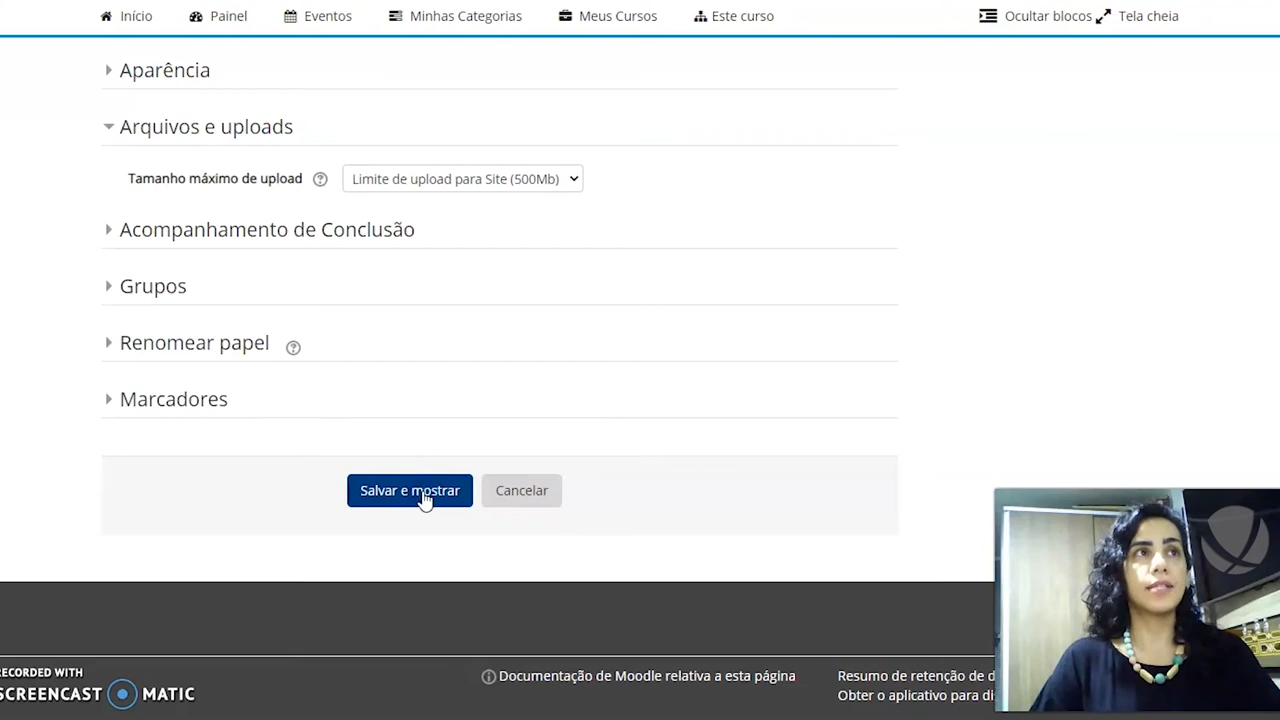 Início Painel Eventos Minhas Categorias Meus Cursos Este curso Ocultar blocos Tela cheia
Aparência
Arquivos e uploads
Tamanho máximo de upload Limite de upload para Site (500Mb)
Acompanhamento de Conclusão
Grupos
Renomear papel
Marcadores
Salvar e mostrar Cancelar
RECORDED WITH
SCREENCAST MATIC
Documentação de Moodle relativa a esta página
Resumo de retenção de
Obter o aplicativo para